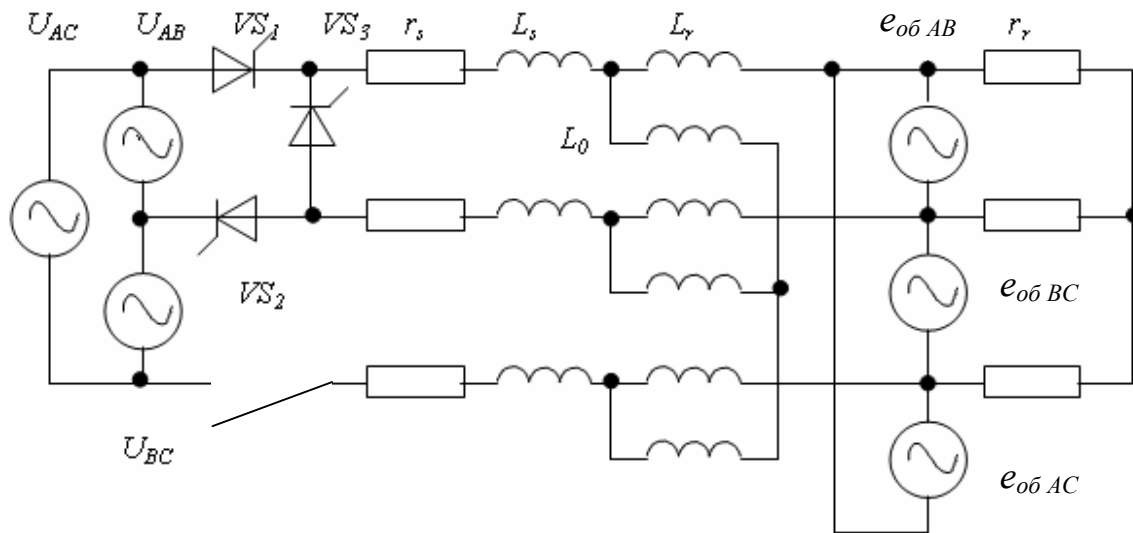 U_AC U_AB VS_1 VS_3 r_s L_s L_r e_об AB r_r
L_0
VS_2 e_об BC
U_BC
e_об AC